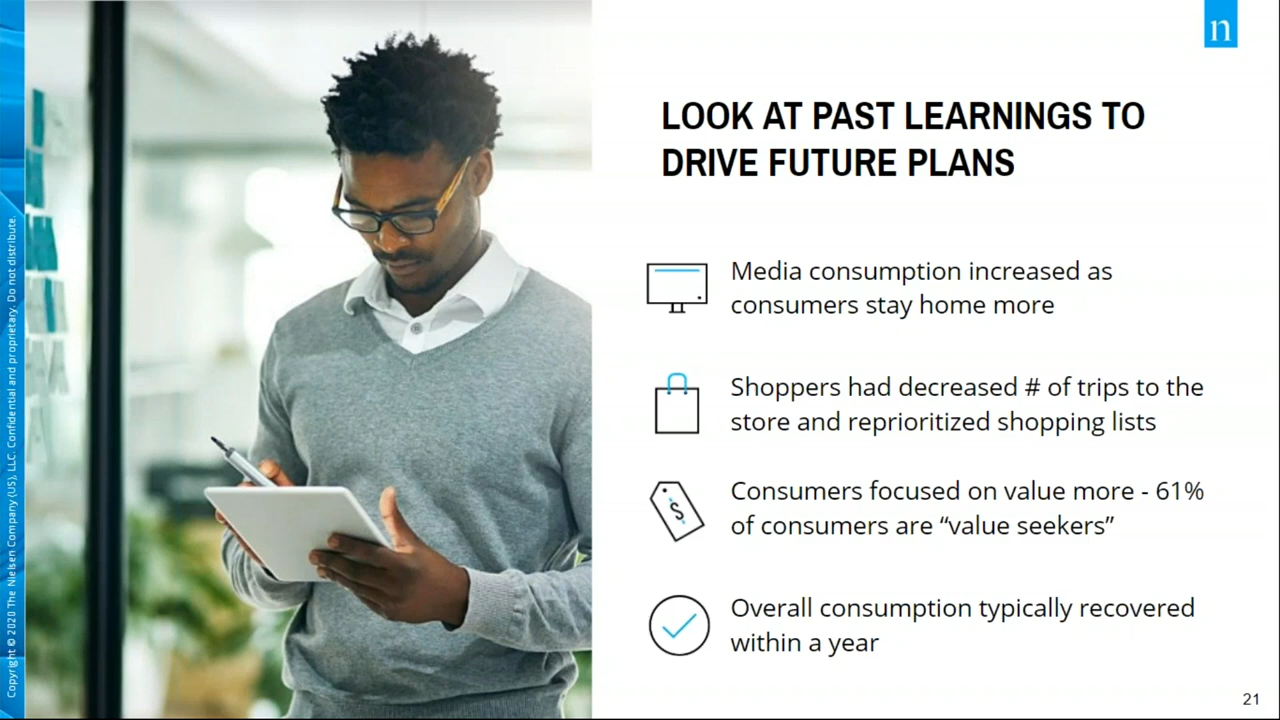 n
LOOK AT PAST LEARNINGS TO
DRIVE FUTURE PLANS
Media consumption increased as
consumers stay home more
Shoppers had decreased # of trips to the
store and reprioritized shopping lists
$
Consumers focused on value more - 61%
of consumers are “value seekers”
Overall consumption typically recovered
within a year
Copyright © 2020 The Nielsen Company (US), LLC. Confidential and proprietary. Do not distribute.
21